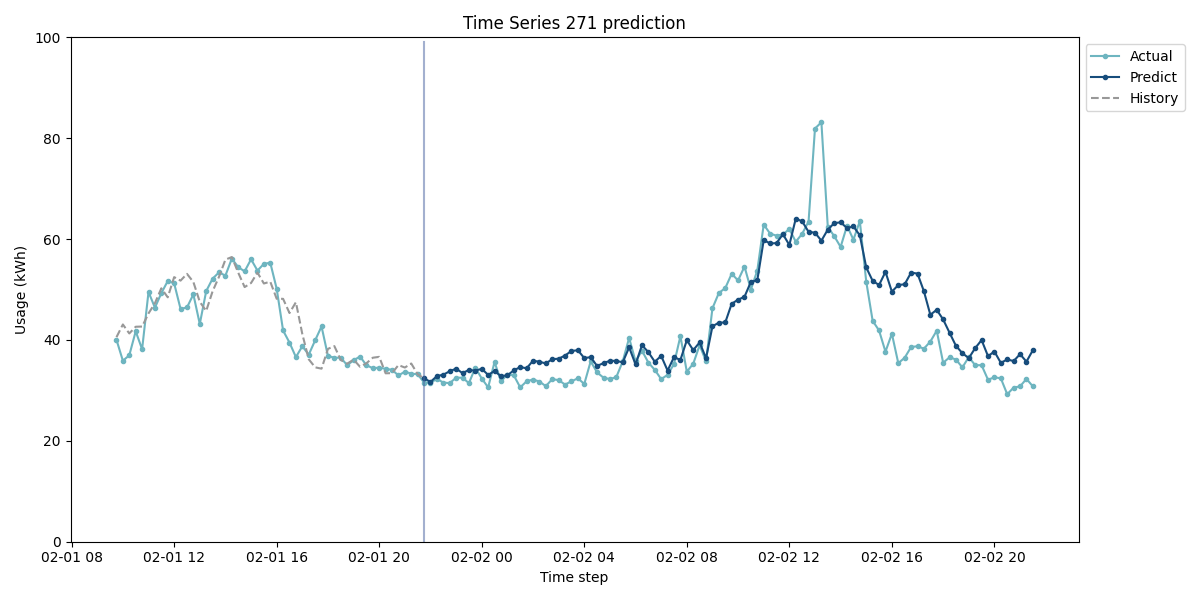 Time Series 271 prediction
100
80
60
40
20
0
Usage (kWh)
02-01 08
02-01 12
02-01 16
02-01 20
02-02 00
02-02 04
02-02 08
02-02 12
02-02 16
02-02 20
Time step
Actual
Predict
History